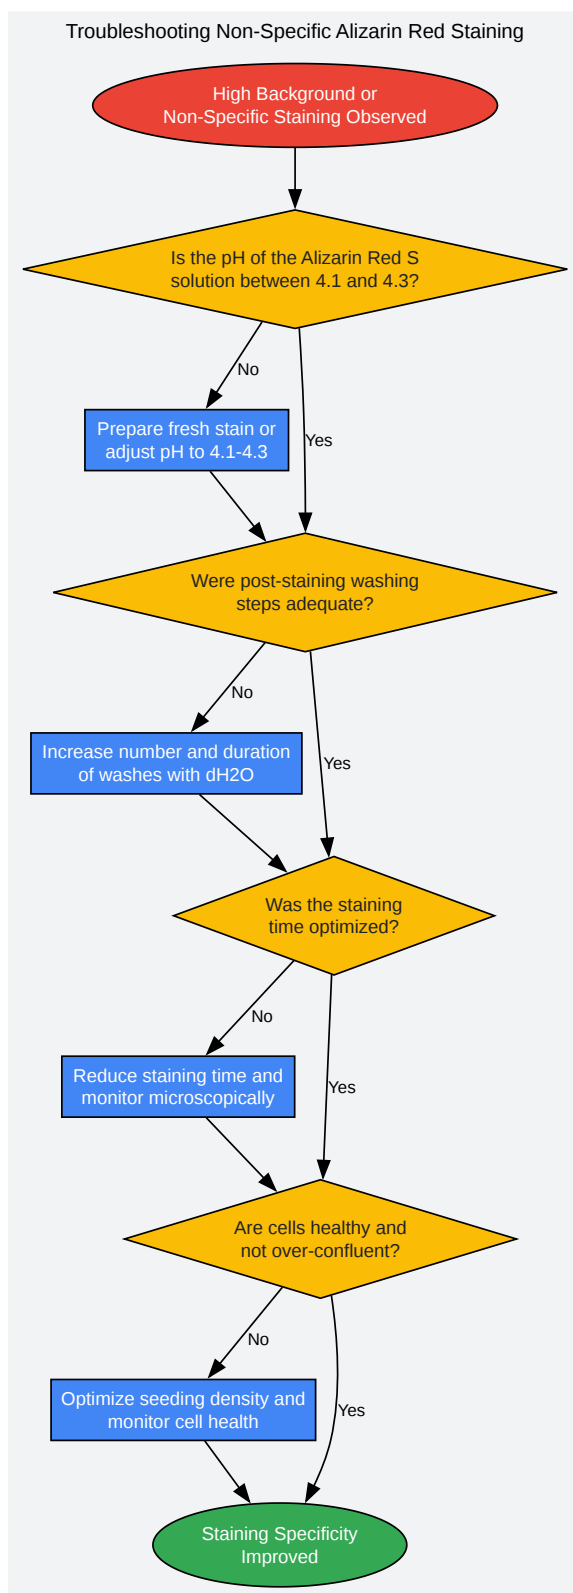 Troubleshooting Non-Specific Alizarin Red Staining
High Background or
Non-Specific Staining Observed
Is the pH of the Alizarin Red S
solution between 4.1 and 4.3?
No
Prepare fresh stain or
adjust pH to 4.1-4.3
Yes
Were post-staining washing
steps adequate?
No
Increase number and duration
of washes with dH2O
Yes
Was the staining
time optimized?
No
Reduce staining time and
monitor microscopically
Yes
Are cells healthy and
not over-confluent?
No
Optimize seeding density and
monitor cell health
Yes
Staining Specificity
Improved